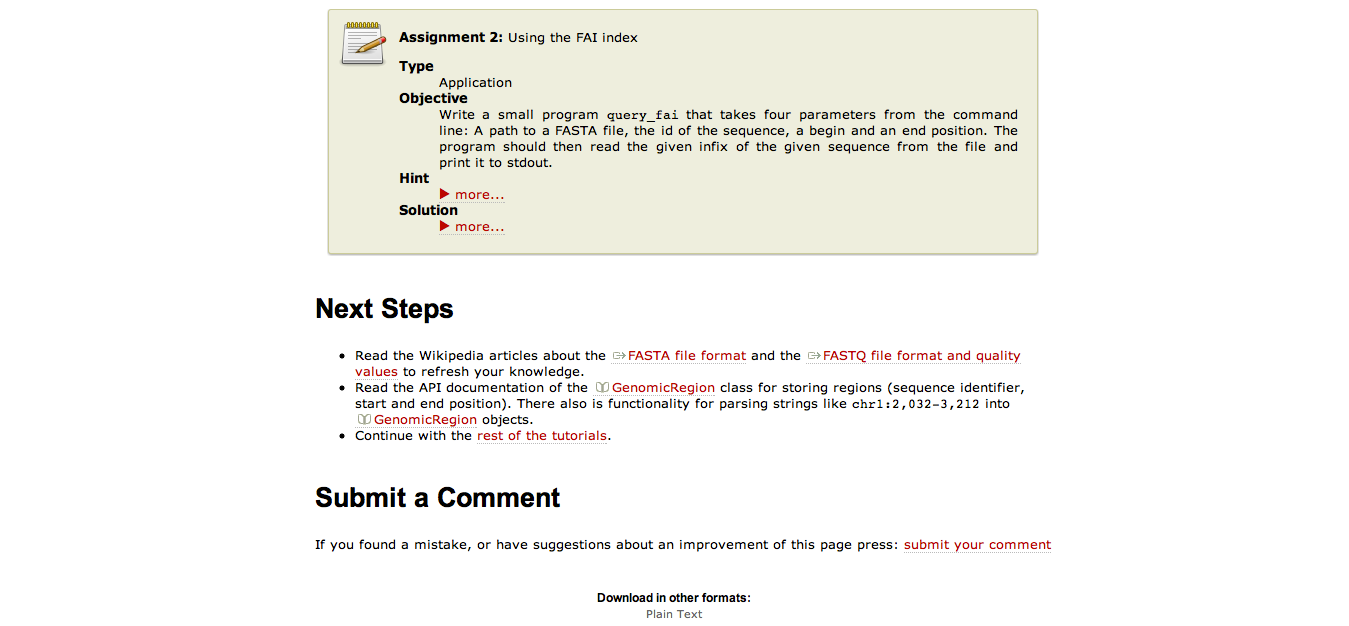 Assignment 2: Using the FAI index
Type
Application
Objective
Write a small program query_fai that takes four parameters from the command
line: A path to a FASTA file, the id of the sequence, a begin and an end position. The
program should then read the given infix of the given sequence from the file and
print it to stdout.
Hint
more...
Solution
more...
Next Steps
Read the Wikipedia articles about the FASTA file format and the FASTQ file format and quality
values to refresh your knowledge.
Read the API documentation of the GenomicRegion class for storing regions (sequence identifier,
start and end position). There also is functionality for parsing strings like chr1:2,032-3,212 into
GenomicRegion objects.
Continue with the rest of the tutorials.
Submit a Comment
If you found a mistake, or have suggestions about an improvement of this page press: submit your comment
Download in other formats:
Plain Text